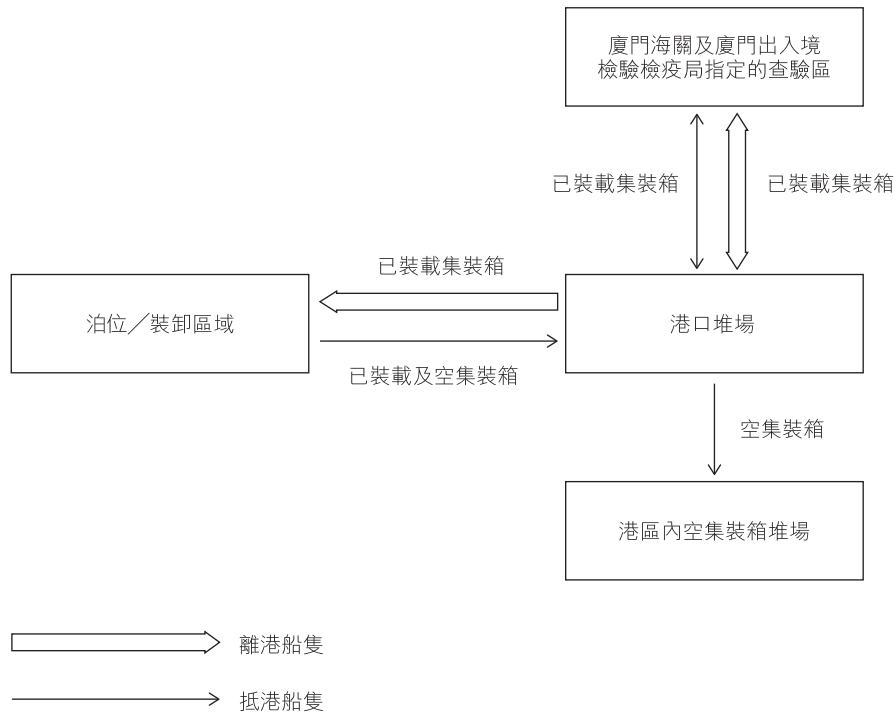 廈門海關及廈門出入境
檢驗檢疫局指定的查驗區
已裝載集裝箱
已裝載集裝箱
已裝載集裝箱
泊位／裝卸區域
港口堆場
已裝載及空集裝箱
空集裝箱
港區內空集裝箱堆場
離港船隻
抵港船隻